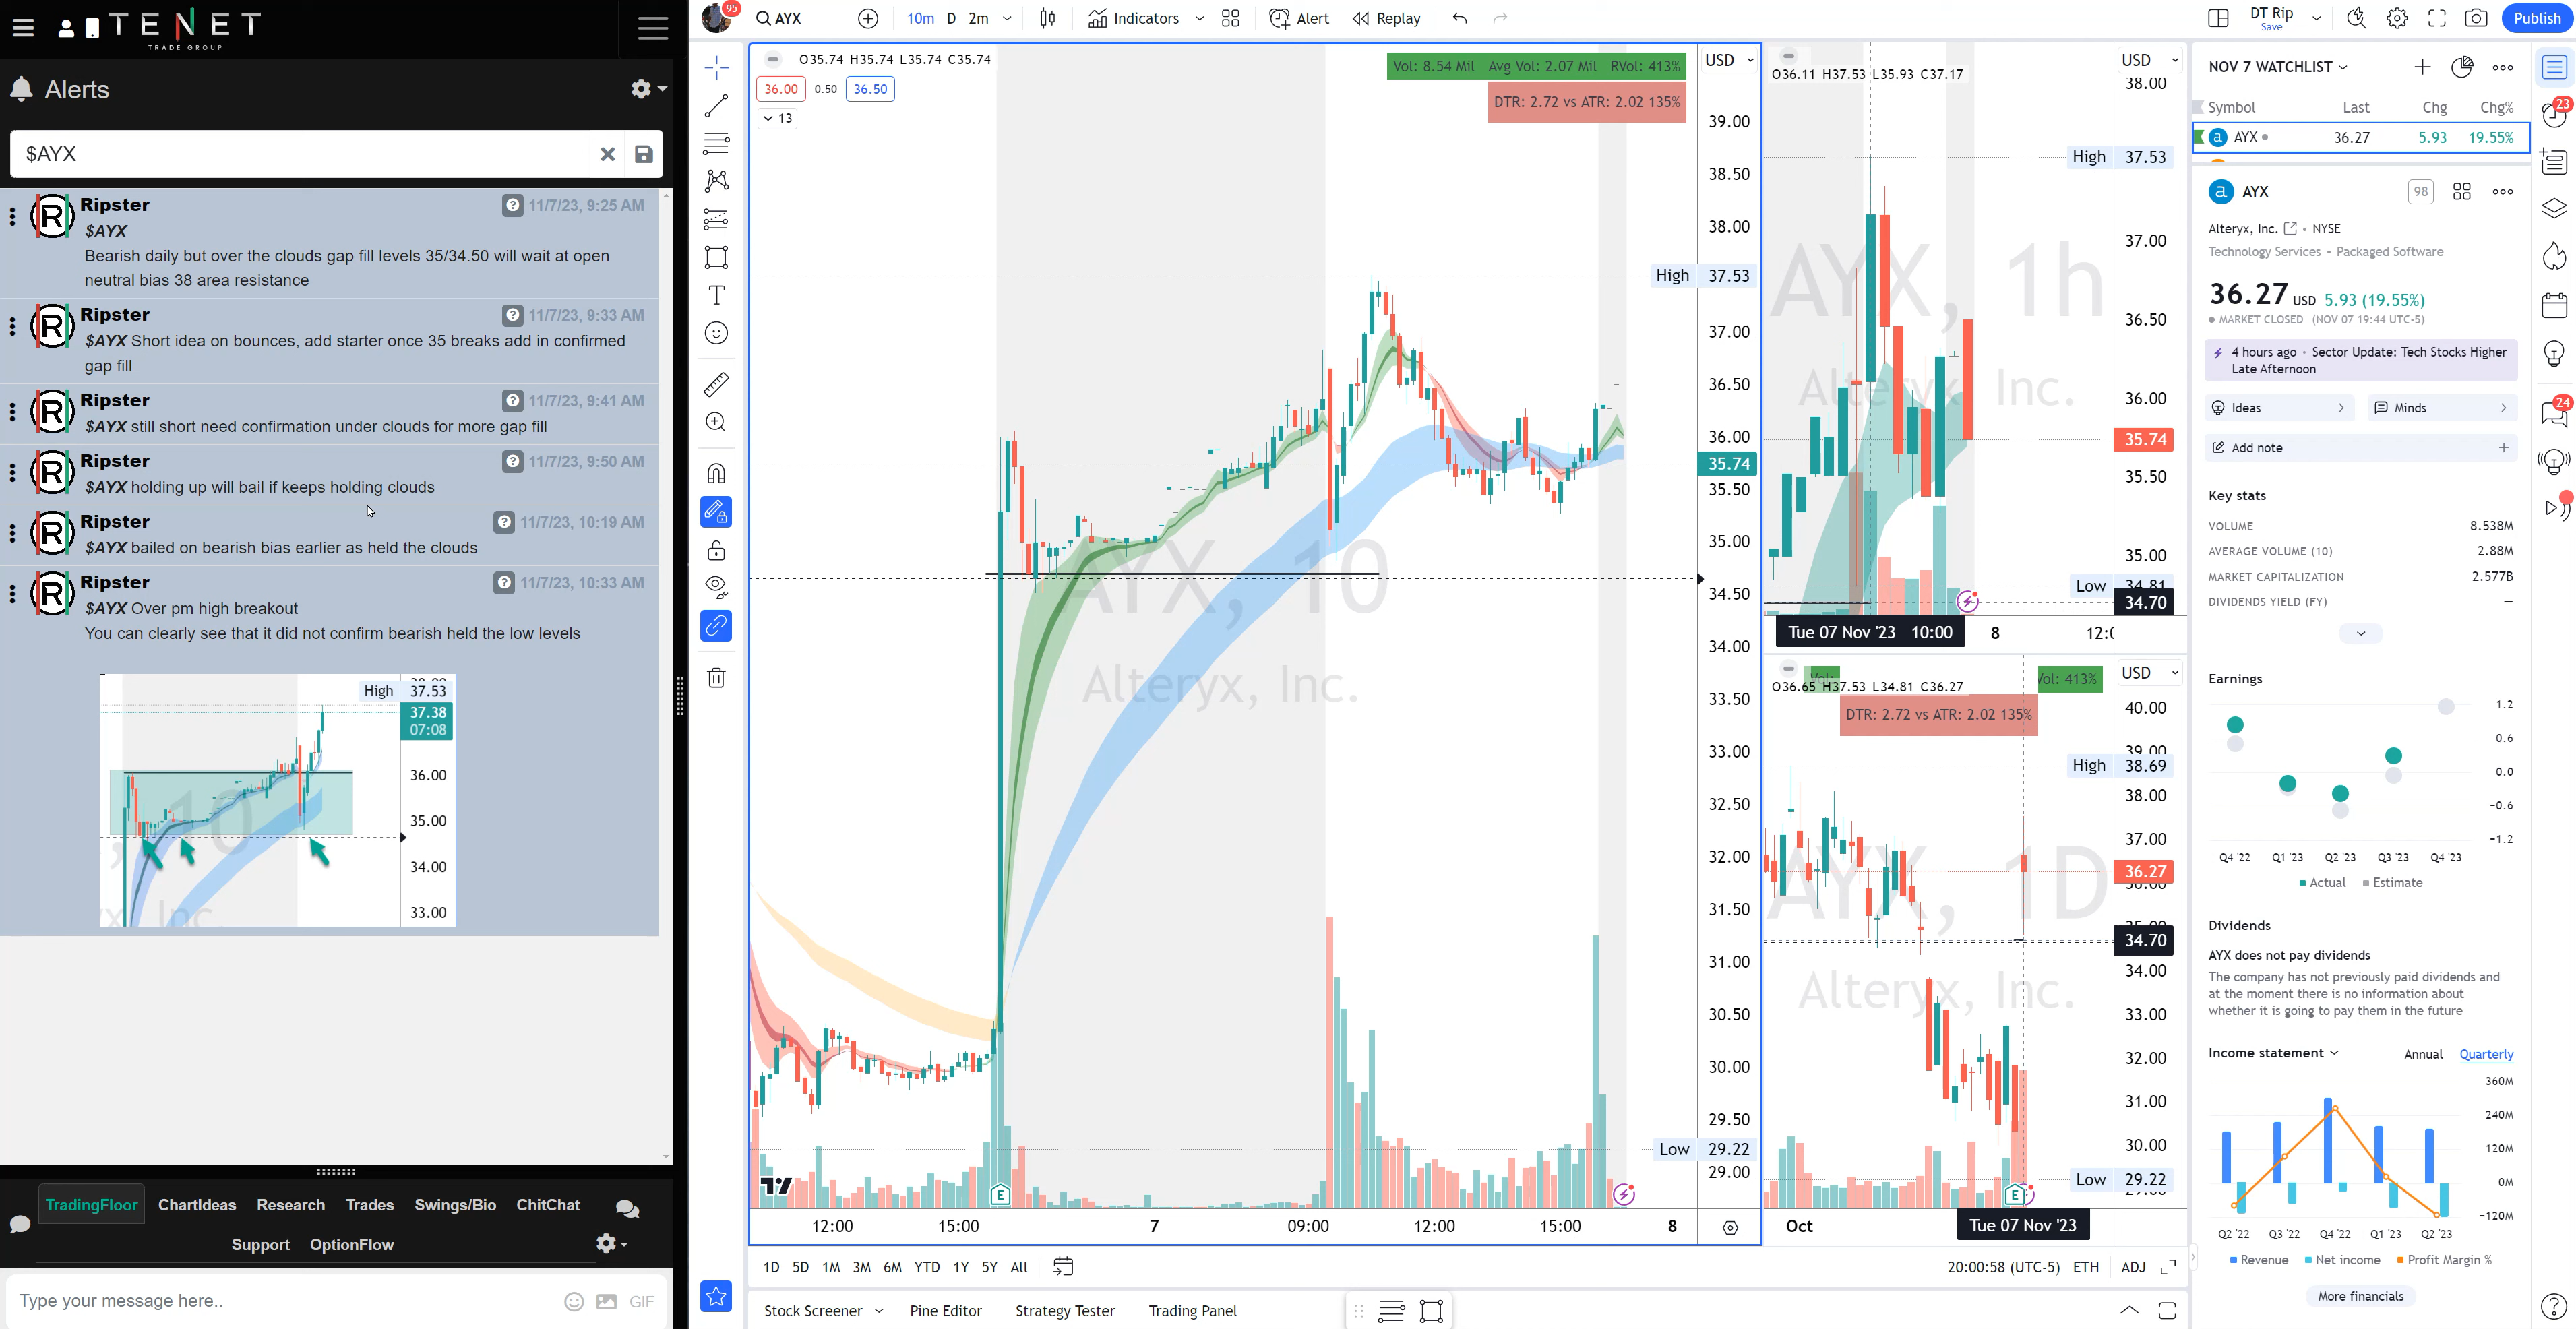 TENET
TRADE GROUP
Alerts
$AYX
Ripster
11/7/23, 9:25 AM
$AYX
Bearish daily but over the clouds gap fill levels 35/34.50 will wait at open
neutral bias 38 area resistance
Ripster
11/7/23, 9:33 AM
$AYX Short idea on bounces, add starter once 35 breaks add in confirmed
gap fill
Ripster
11/7/23, 9:41 AM
$AYX still short need confirmation under clouds for more gap fill
Ripster
11/7/23, 9:50 AM
$AYX holding up will bail if keeps holding clouds
Ripster
11/7/23, 10:19 AM
$AYX bailed on bearish bias earlier as held the clouds
Ripster
11/7/23, 10:33 AM
$AYX Over pm high breakout
You can clearly see that it did not confirm bearish held the low levels
High 37.53
37.38
07:08
36.00
35.00
34.00
33.00
TradingFloor ChartIdeas Research Trades Swings/Bio ChitChat
Support OptionFlow
Type your message here..
GIF
95
AYX
10m D 2m
Indicators
Alert
Replay
DT Rip
Save
Publish
O35.74 H35.74 L35.74 C35.74
36.00 0.50 36.50
13
Vol: 8.54 Mil Avg Vol: 2.07 Mil RVol: 413%
DTR: 2.72 vs ATR: 2.02 135%
USD
39.00
38.50
38.00
High 37.53
37.00
36.50
36.00
35.74
35.50
35.00
34.50
34.00
33.50
33.00
32.50
32.00
31.50
31.00
30.50
30.00
29.50
Low 29.22
29.00
AYX, 10
Alteryx, Inc.
E
12:00 15:00 7 09:00 12:00 15:00 8
O36.11 H37.53 L35.93 C37.17
USD
38.00
High 37.53
37.00
36.50
36.00
35.74
35.50
35.00
Low 34.81
34.70
AYX, 1h
Alteryx, Inc.
Tue 07 Nov '23 10:00 8
O36.65 H37.53 L34.81 C36.27
Vol: 413%
DTR: 2.72 vs ATR: 2.02 135%
USD
40.00
39.00
High 38.69
38.00
37.00
36.27
36.00
34.70
34.00
33.00
32.00
31.00
30.00
Low 29.22
AYX, 1D
Alteryx, Inc.
E
Oct Tue 07 Nov '23
1D 5D 1M 3M 6M YTD 1Y 5Y All
20:00:58 (UTC-5) ETH ADJ
Stock Screener Pine Editor Strategy Tester Trading Panel
NOV 7 WATCHLIST
Symbol Last Chg Chg%
AYX 36.27 5.93 19.55%
AYX
98
Alteryx, Inc. • NYSE
Technology Services • Packaged Software
36.27 USD 5.93 (19.55%)
MARKET CLOSED (NOV 07 19:44 UTC-5)
4 hours ago • Sector Update: Tech Stocks Higher
Late Afternoon
Ideas
Minds
Add note
Key stats
VOLUME 8.538M
AVERAGE VOLUME (10) 2.88M
MARKET CAPITALIZATION 2.577B
DIVIDENDS YIELD (FY) —
Earnings
1.2
0.6
0.0
−0.6
−1.2
Q4 '22 Q1 '23 Q2 '23 Q3 '23 Q4 '23
Actual Estimate
Dividends
AYX does not pay dividends
The company has not previously paid dividends and
at the moment there is no information about
whether it is going to pay them in the future
Income statement
Annual Quarterly
360M
240M
120M
0M
−120M
Q2 '22 Q3 '22 Q4 '22 Q1 '23 Q2 '23
Revenue Net income Profit Margin %
More financials
23
24